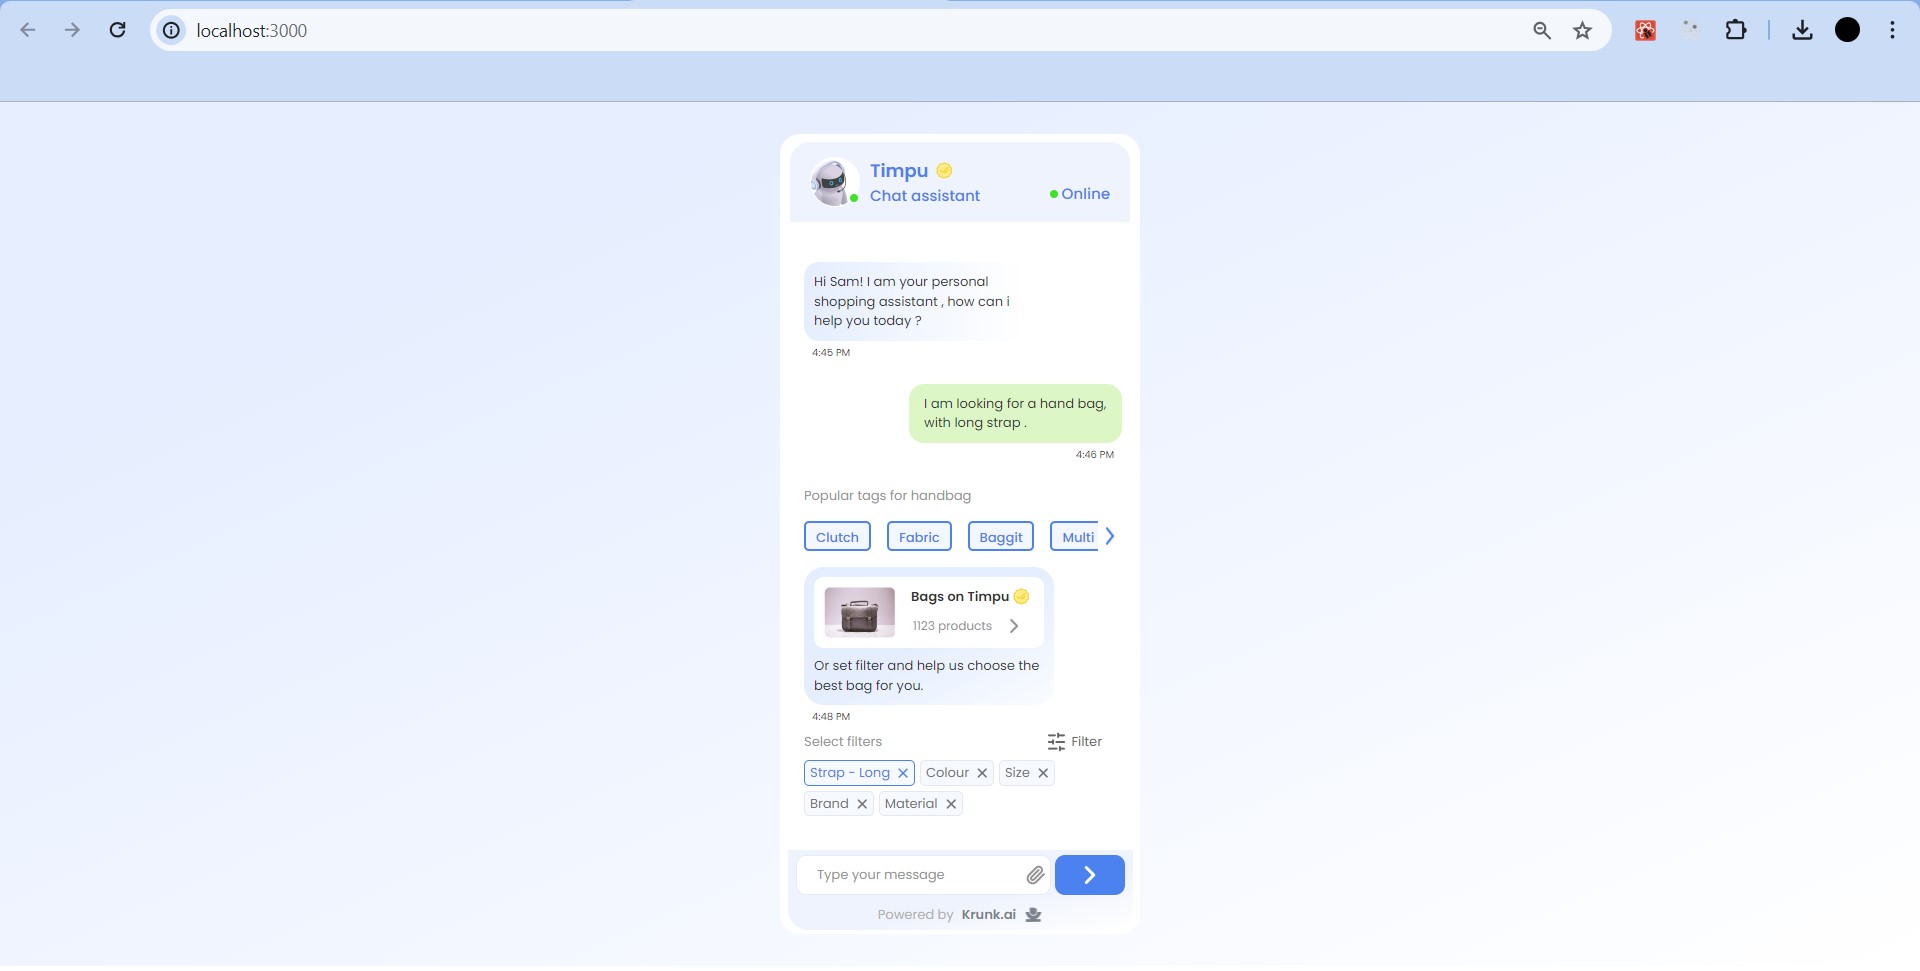 localhost:3000
Timpu
Chat assistant
Online
Hi Sam! I am your personal
shopping assistant , how can i
help you today ?
4:45 PM
I am looking for a hand bag,
with long strap .
4:46 PM
Popular tags for handbag
Clutch Fabric Baggit Multi
Bags on Timpu
1123 products
Or set filter and help us choose the
best bag for you.
4:48 PM
Select filters Filter
Strap - Long Colour Size
Brand Material
Type your message
Powered by Krunk.ai